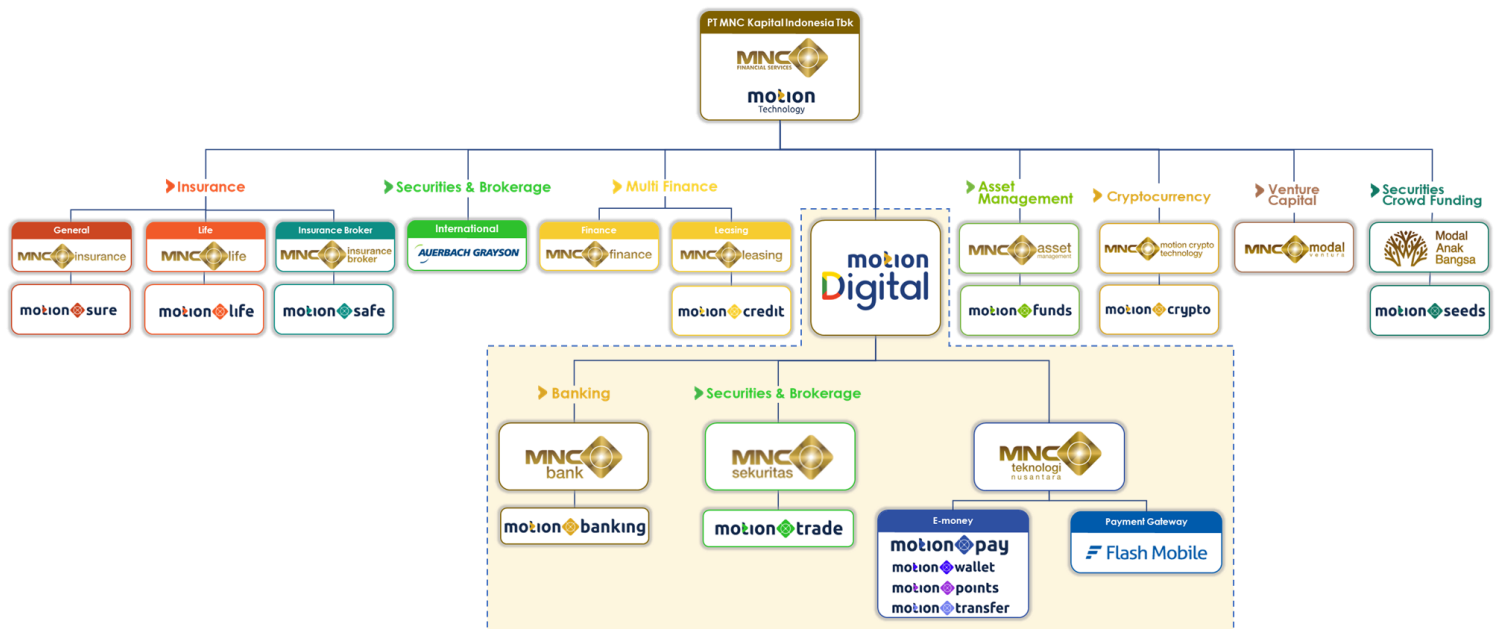 PT MNC Kapital Indonesia Tbk
MNC
FINANCIAL SERVICES
motion
Technology
Insurance
Securities & Brokerage
Multi Finance
Asset
Management
Cryptocurrency
Venture
Capital
Securities
Crowd Funding
General
MNC insurance
motion sure
Life
MNC life
motion life
Insurance Broker
MNC insurance
broker
motion safe
International
AUERBACH GRAYSON
Finance
MNC finance
Leasing
MNC leasing
motion credit
motion
Digital
MNC asset
management
motion funds
MNC motion crypto
technology
motion crypto
MNC modal
ventura
Modal
Anak
Bangsa
motion seeds
Banking
MNC
bank
motion banking
Securities & Brokerage
MNC
sekuritas
motion trade
MNC
teknologi
nusantara
E-money
motion pay
motion wallet
motion points
motion transfer
Payment Gateway
Flash Mobile